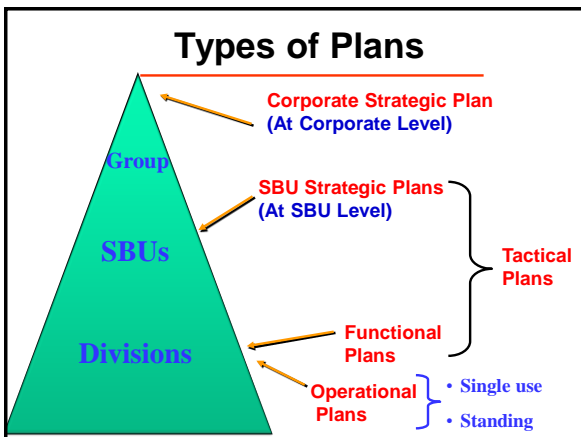 Types of Plans
Corporate Strategic Plan
(At Corporate Level)
Group
SBU Strategic Plans
(At SBU Level)
SBUs
Tactical
Plans
Functional
Plans
Divisions
Operational
Plans
• Single use
• Standing